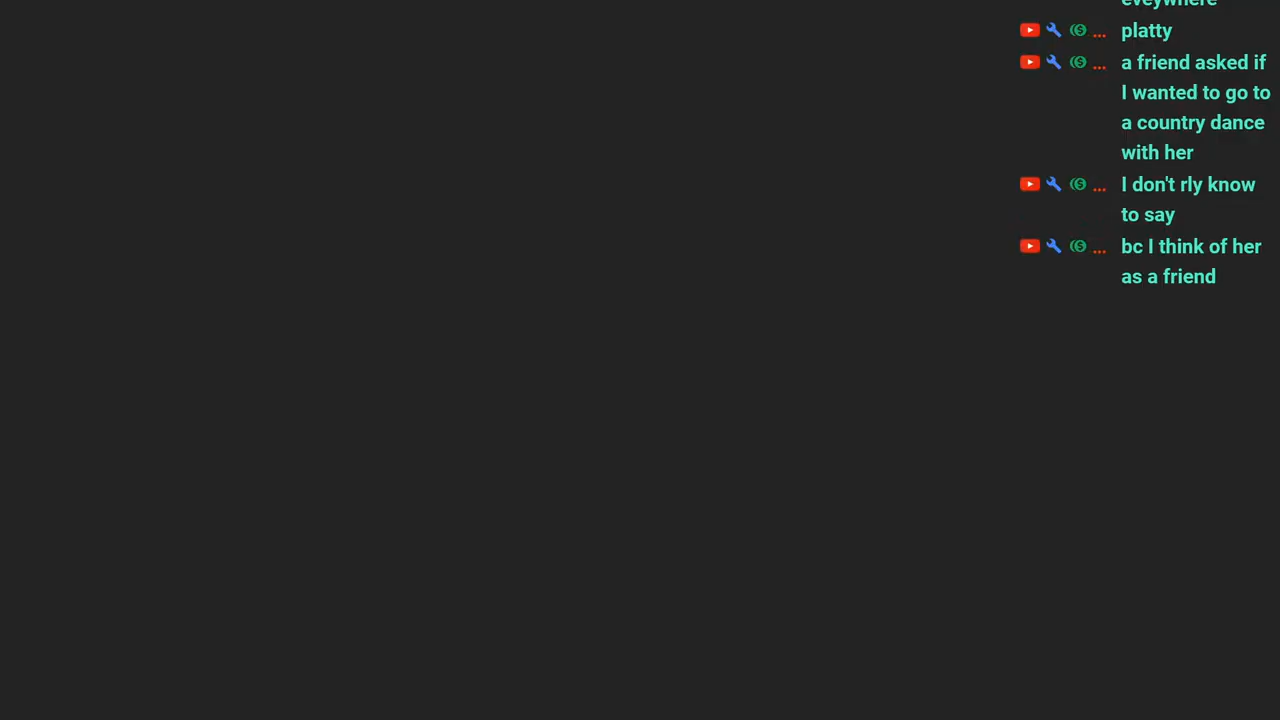 eveywhere
... platty
... a friend asked if
I wanted to go to
a country dance
with her
... I don't rly know
to say
... bc I think of her
as a friend